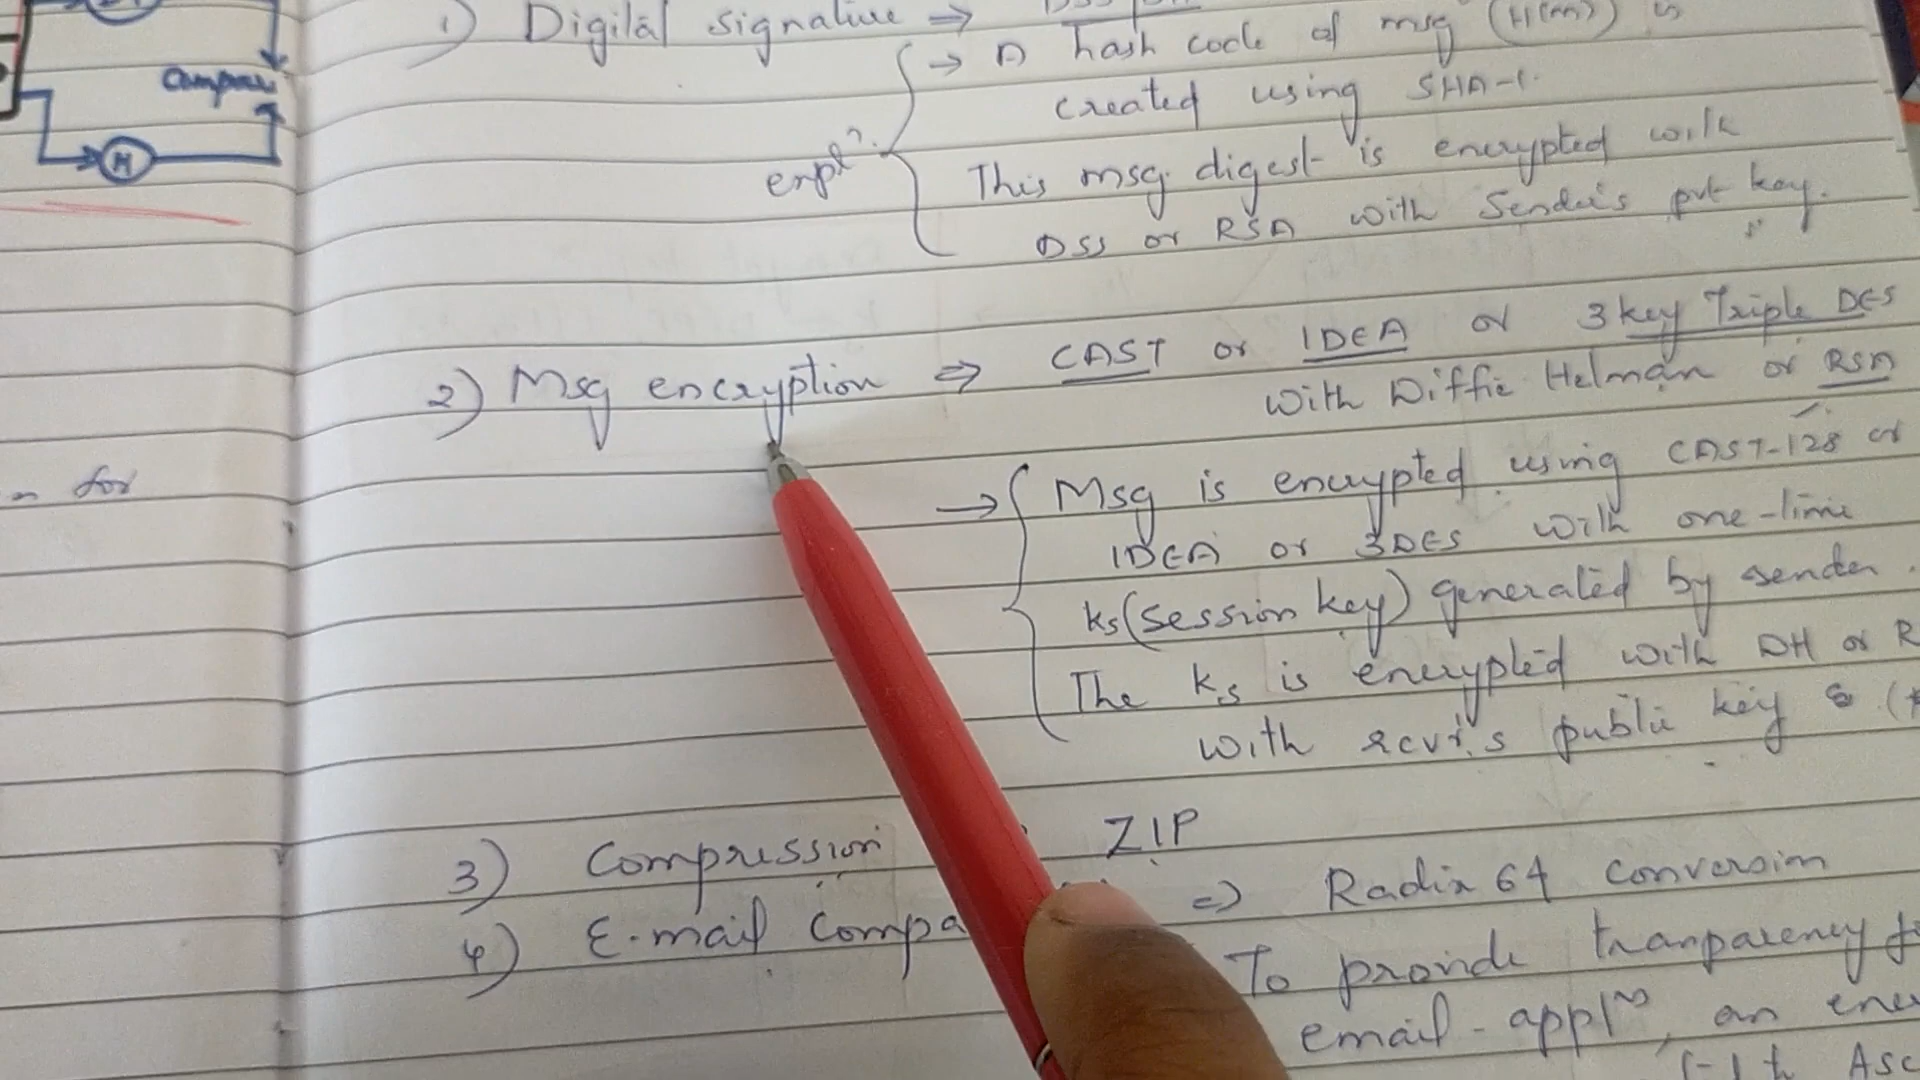 1) Digital signature ⇒
Compare
→ A hash code of msg (H(m)) is
created using SHA-1.
H
This msg digest is encrypted with
DSS or RSA with Sender's pvt key.
2) Msg encryption ⇒ CAST or IDEA or 3 key Triple DES
with Diffie Helman or RSA
for
→ Msg is encrypted using CAST-128 or
IDEA or 3DES with one-time
ks (session key) generated by sender.
The ks is encrypted with DH or R
with rcvr's public key
3) Compression ZIP
4) E-mail Compa ⇒ Radix 64 conversion
To provide tranparency
email - appl^ns, an